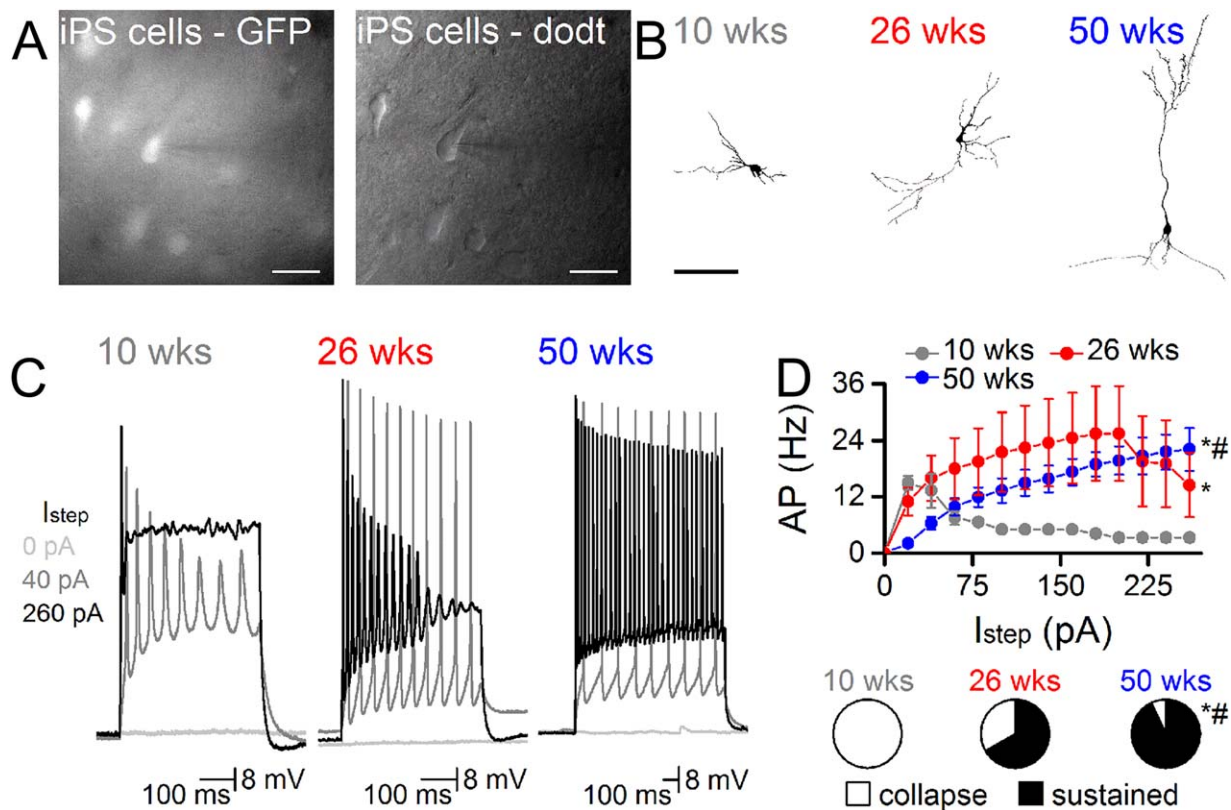 A
iPS cells - GFP
iPS cells - dodt
B
10 wks
26 wks
50 wks
C
10 wks
26 wks
50 wks
Istep
0 pA
40 pA
260 pA
100 ms
8 mV
100 ms
8 mV
100 ms
8 mV
D
10 wks
26 wks
50 wks
AP (Hz)
36
24
12
0
*#
*
0
75
150
225
Istep (pA)
10 wks
26 wks
50 wks
*#
collapse
sustained